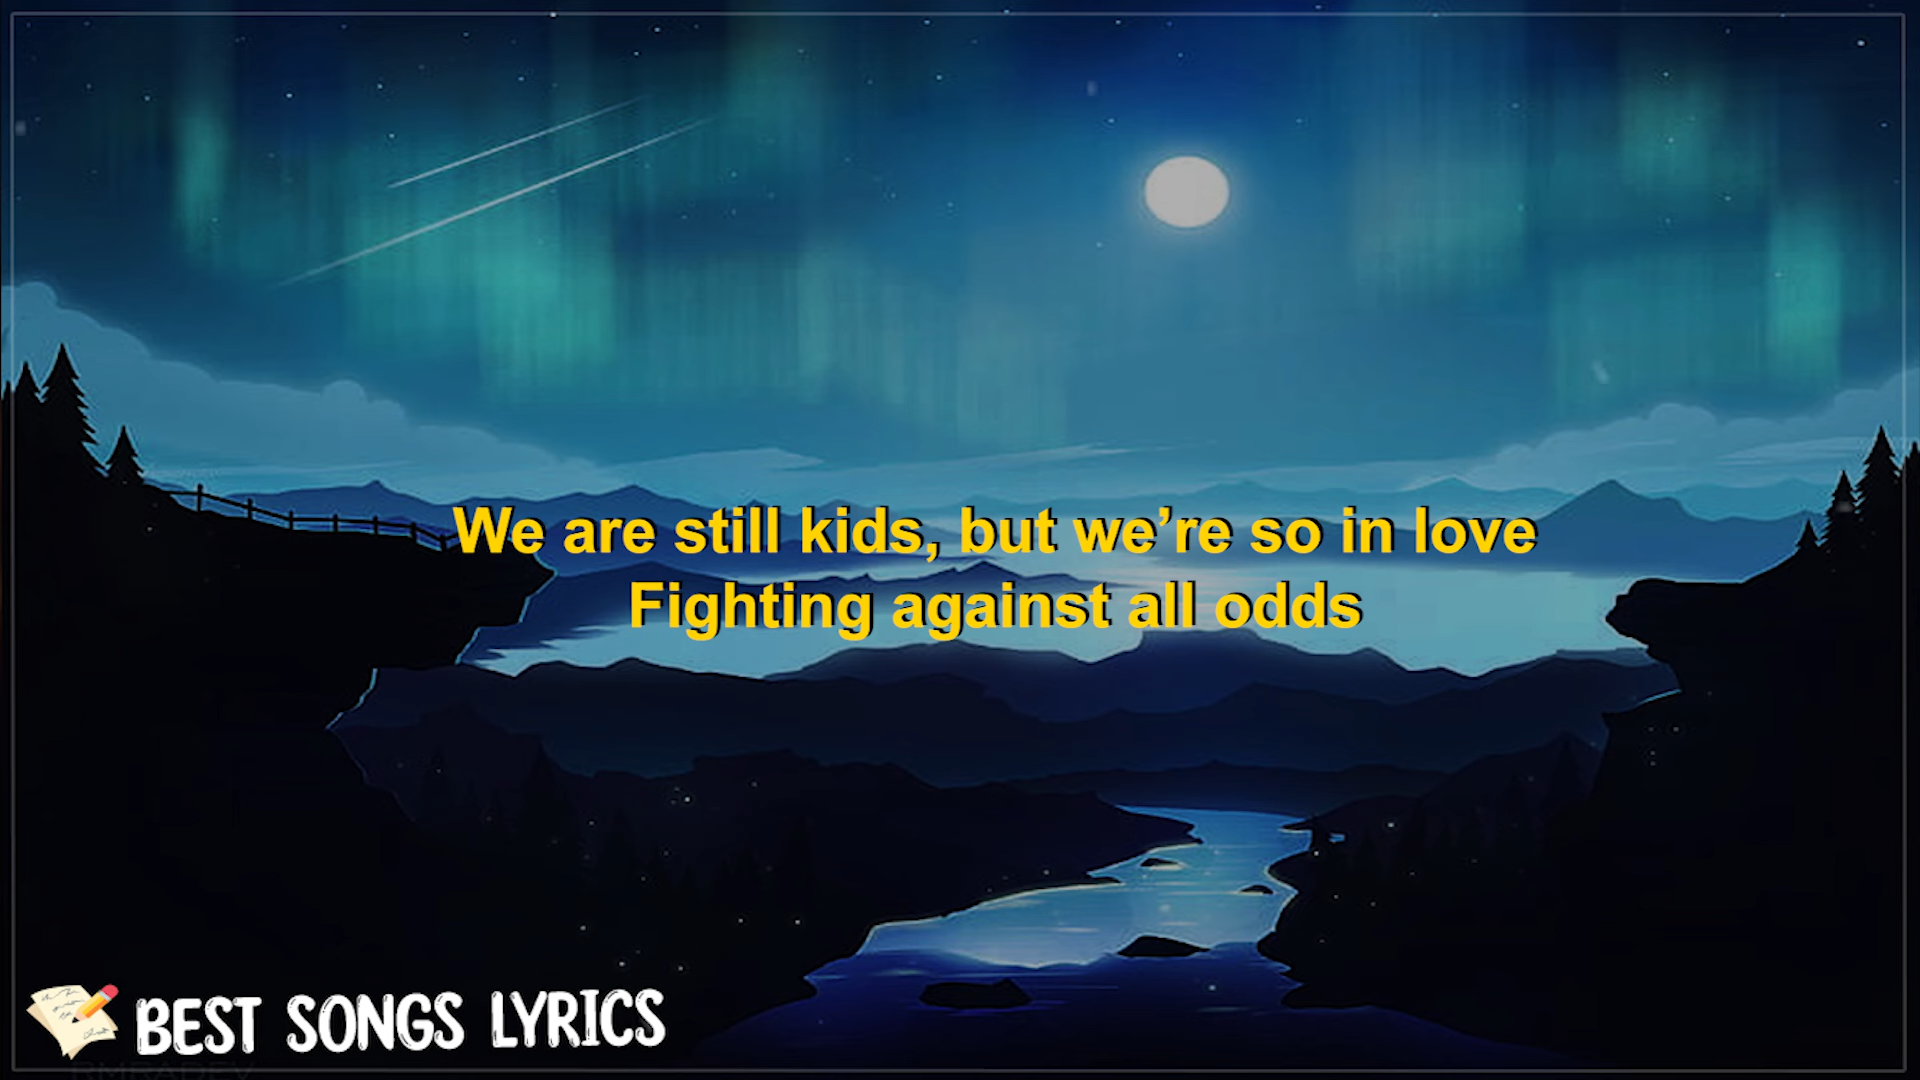 We are still kids, but we’re so in love
Fighting against all odds
BEST SONGS LYRICS